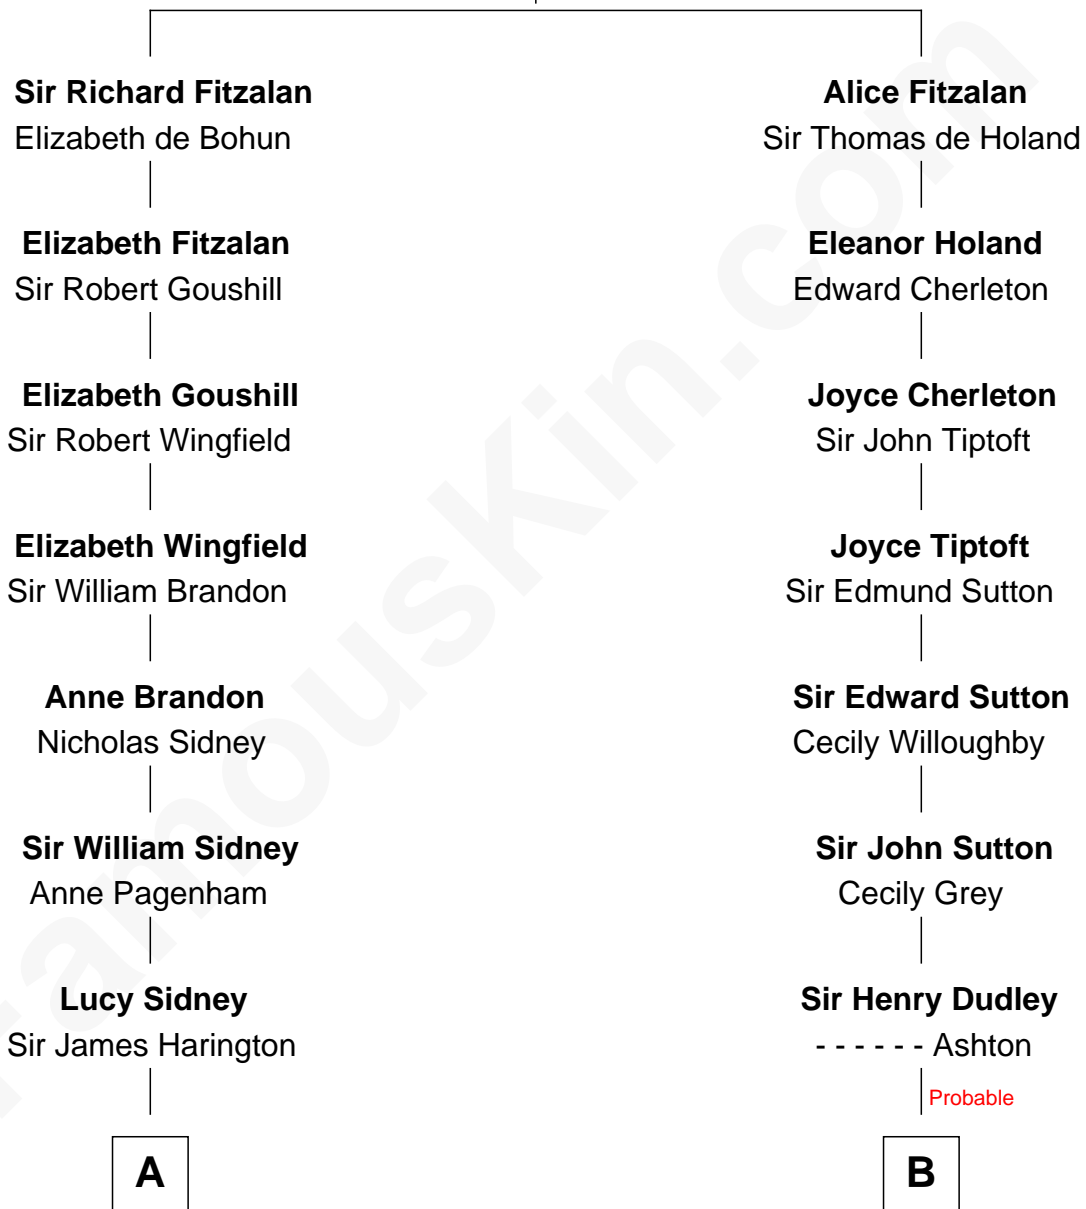 Sir Richard Fitzalan
Elizabeth de Bohun
Alice Fitzalan
Sir Thomas de Holand
Elizabeth Fitzalan
Sir Robert Goushill
Eleanor Holand
Edward Cherleton
Elizabeth Goushill
Sir Robert Wingfield
Joyce Cherleton
Sir John Tiptoft
Elizabeth Wingfield
Sir William Brandon
Joyce Tiptoft
Sir Edmund Sutton
Anne Brandon
Nicholas Sidney
Sir Edward Sutton
Cecily Willoughby
Sir William Sidney
Anne Pagenham
Sir John Sutton
Cecily Grey
Lucy Sidney
Sir James Harington
Sir Henry Dudley
- - - - - - Ashton
Probable
A
B
FamousKin.com